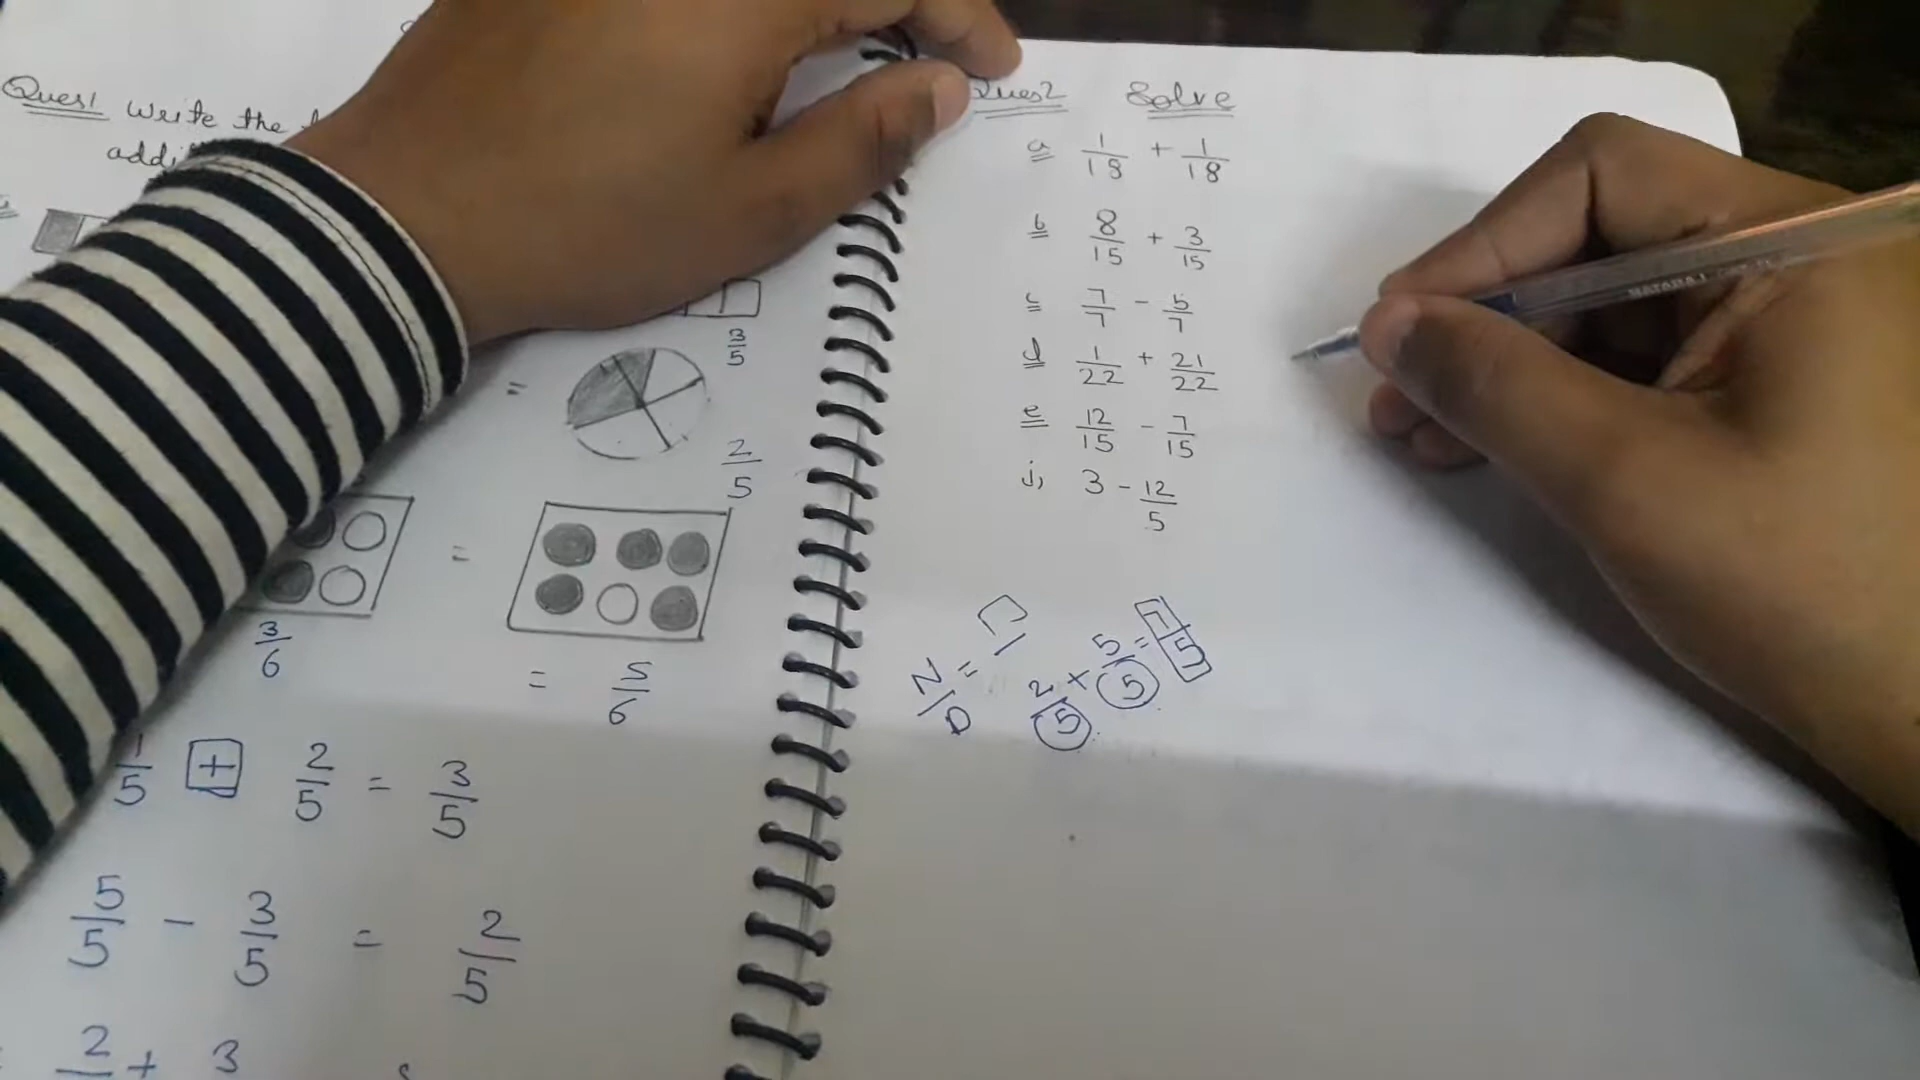 Ques1 Write the
addi
3/5
=
2/5
=
3/6
= 5/6
1/5 + 2/5 = 3/5
5/5 - 3/5 = 2/5
2 + 3
Ques2 Solve
a 1/18 + 1/18
b 8/15 + 3/15
c 7/7 - 5/7
d 1/22 + 21/22
e 12/15 - 7/15
j, 3 - 12/5
N/D =
2/5 + 5/5 = 7/5
NATARAJ